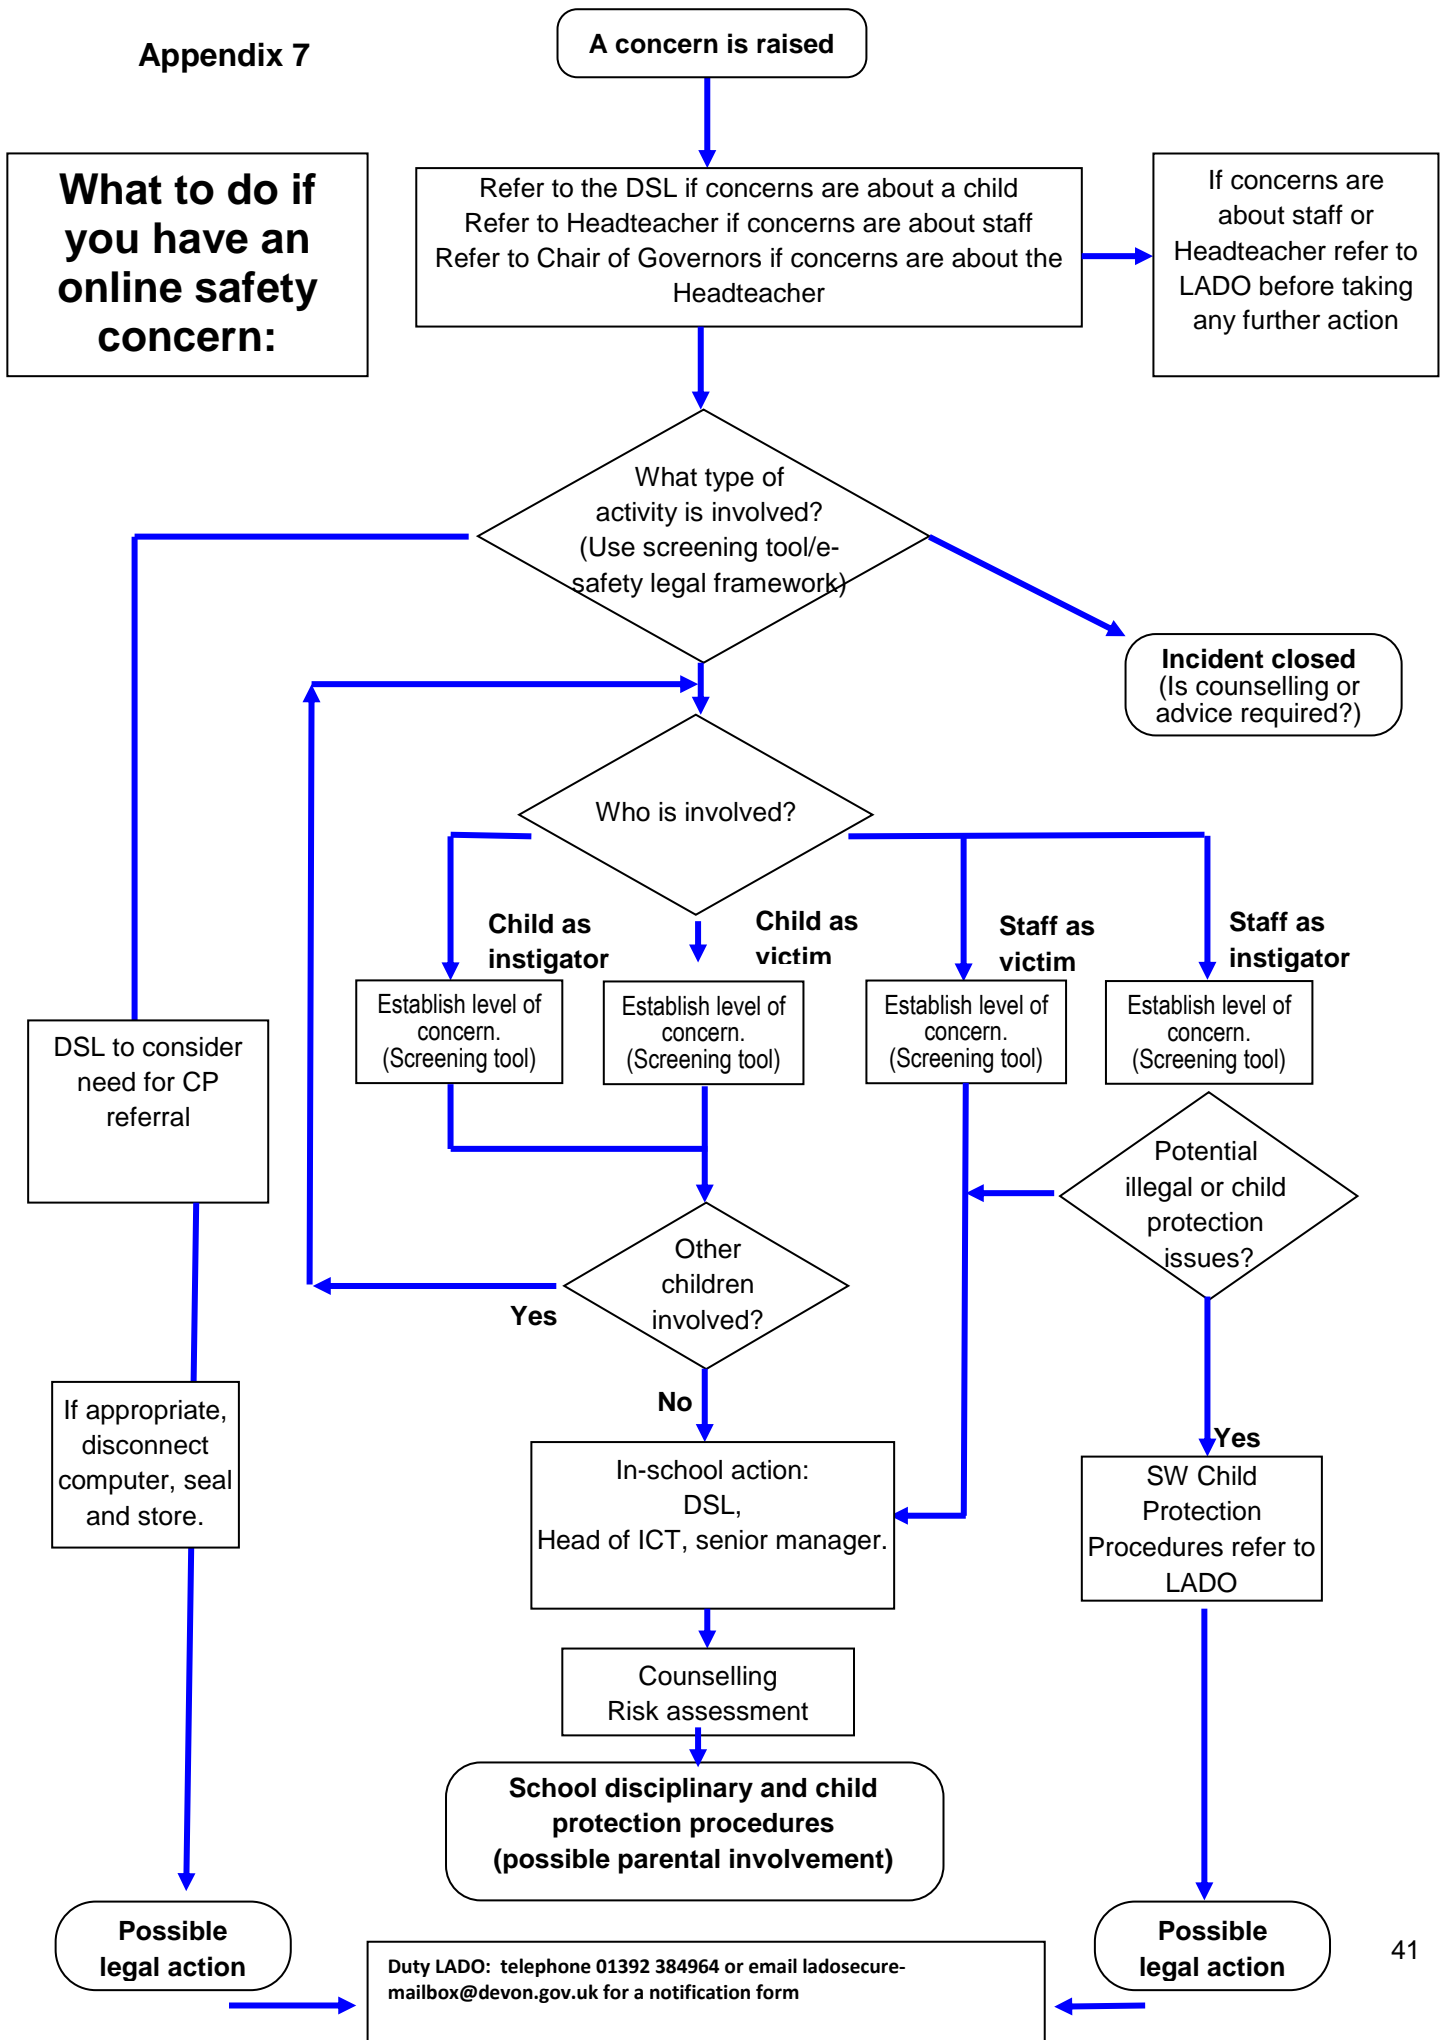 Appendix 7
A concern is raised
What to do if
you have an
online safety
concern:
Refer to the DSL if concerns are about a child
Refer to Headteacher if concerns are about staff
Refer to Chair of Governors if concerns are about the
Headteacher
If concerns are
about staff or
Headteacher refer to
LADO before taking
any further action
What type of
activity is involved?
(Use screening tool/e-
safety legal framework)
Incident closed
(Is counselling or
advice required?)
Who is involved?
Child as
instigator
Child as
victim
Staff as
victim
Staff as
instigator
Establish level of
concern.
(Screening tool)
Establish level of
concern.
(Screening tool)
Establish level of
concern.
(Screening tool)
Establish level of
concern.
(Screening tool)
DSL to consider
need for CP
referral
Potential
illegal or child
protection
issues?
Other
children
involved?
Yes
No
Yes
If appropriate,
disconnect
computer, seal
and store.
In-school action:
DSL,
Head of ICT, senior manager.
SW Child
Protection
Procedures refer to
LADO
Counselling
Risk assessment
School disciplinary and child
protection procedures
(possible parental involvement)
Possible
legal action
Possible
legal action
Duty LADO: telephone 01392 384964 or email ladosecure-
mailbox@devon.gov.uk for a notification form
41